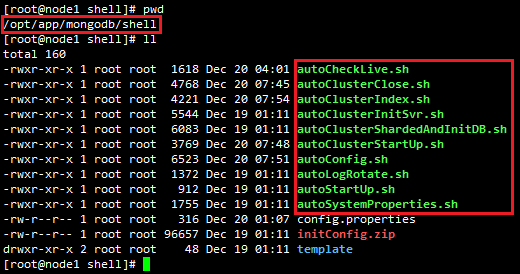 [root@node1 shell]# pwd
/opt/app/mongodb/shell
[root@node1 shell]# ll
total 160
-rwxr-xr-x 1 root root  1618 Dec 20 04:01 autoCheckLive.sh
-rwxr-xr-x 1 root root  4768 Dec 20 07:45 autoClusterClose.sh
-rwxr-xr-x 1 root root  4221 Dec 20 07:54 autoClusterIndex.sh
-rwxr-xr-x 1 root root  5544 Dec 19 01:11 autoClusterInitSvr.sh
-rwxr-xr-x 1 root root  6083 Dec 19 01:11 autoClusterShardedAndInitDB.sh
-rwxr-xr-x 1 root root  3769 Dec 20 07:48 autoClusterStartUp.sh
-rwxr-xr-x 1 root root  6523 Dec 20 07:51 autoConfig.sh
-rwxr-xr-x 1 root root  1372 Dec 19 01:11 autoLogRotate.sh
-rwxr-xr-x 1 root root   912 Dec 19 01:11 autoStartUp.sh
-rwxr-xr-x 1 root root  1755 Dec 19 01:11 autoSystemProperties.sh
-rw-r--r-- 1 root root   316 Dec 20 01:07 config.properties
-rw-r--r-- 1 root root 96657 Dec 19 01:11 initConfig.zip
drwxr-xr-x 2 root root    48 Dec 19 01:11 template
[root@node1 shell]#